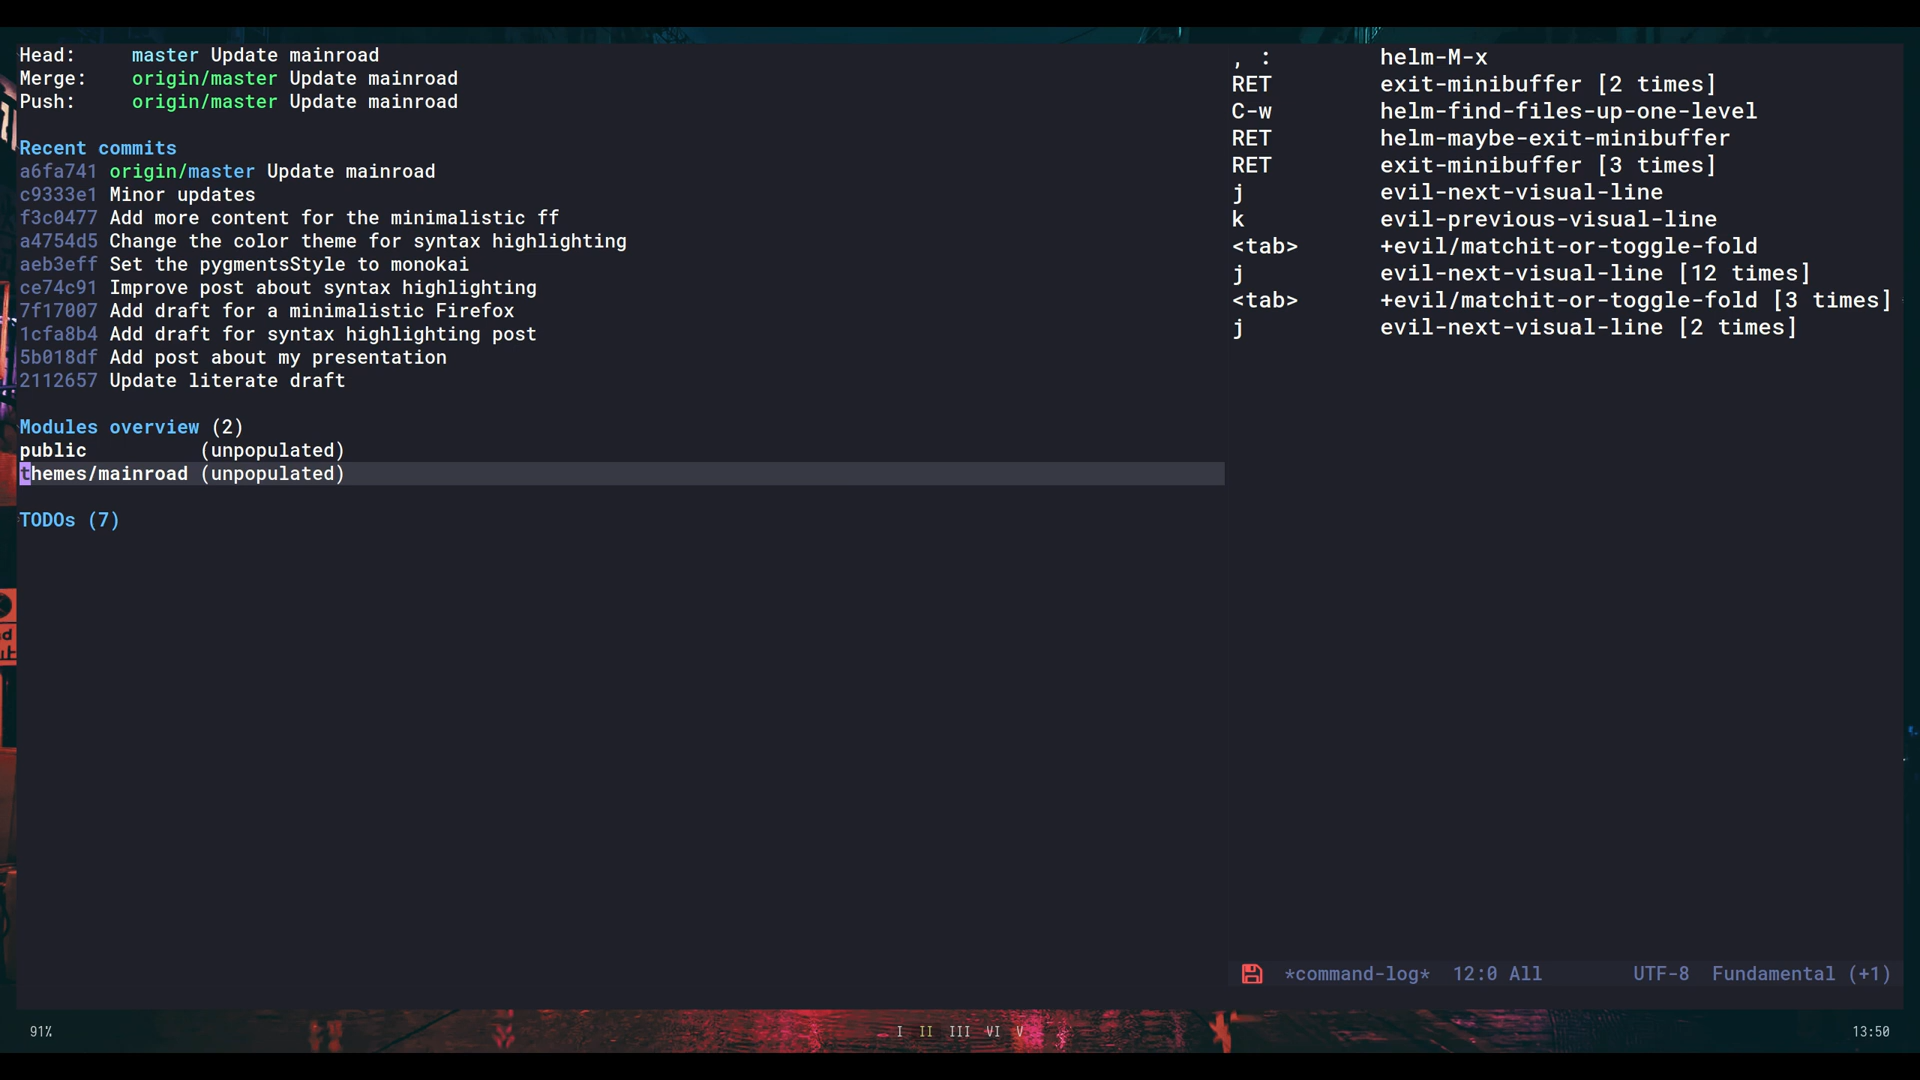 Head:     master Update mainroad
Merge:    origin/master Update mainroad
Push:     origin/master Update mainroad
Recent commits
a6fa741 origin/master Update mainroad
c9333e1 Minor updates
f3c0477 Add more content for the minimalistic ff
a4754d5 Change the color theme for syntax highlighting
aeb3eff Set the pygmentsStyle to monokai
ce74c91 Improve post about syntax highlighting
7f17007 Add draft for a minimalistic Firefox
1cfa8b4 Add draft for syntax highlighting post
5b018df Add post about my presentation
2112657 Update literate draft
Modules overview (2)
public          (unpopulated)
themes/mainroad (unpopulated)
TODOs (7)
, :        helm-M-x
RET        exit-minibuffer [2 times]
C-w        helm-find-files-up-one-level
RET        helm-maybe-exit-minibuffer
RET        exit-minibuffer [3 times]
j          evil-next-visual-line
k          evil-previous-visual-line
<tab>      +evil/matchit-or-toggle-fold
j          evil-next-visual-line [12 times]
<tab>      +evil/matchit-or-toggle-fold [3 times]
j          evil-next-visual-line [2 times]
*command-log*  12:0 All  UTF-8  Fundamental (+1)
91%  I  II  III  VI  V  13:50